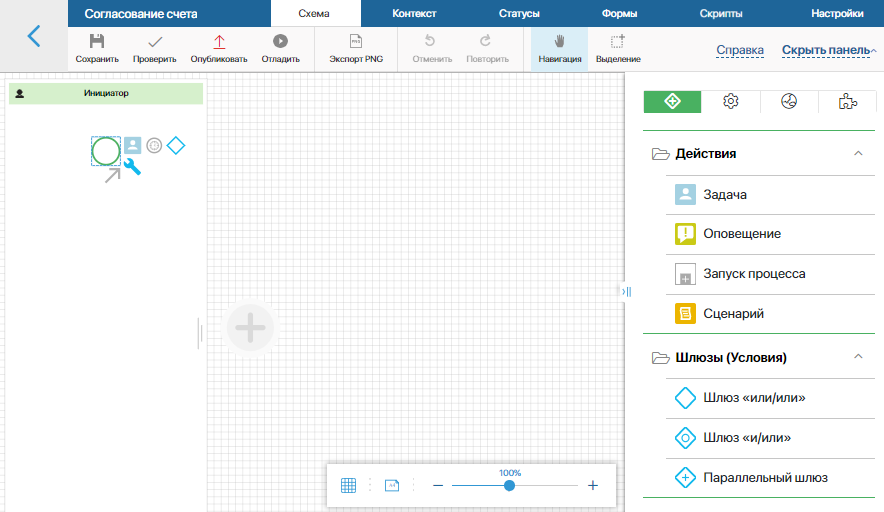 Согласование счета
Схема
Контекст
Статусы
Формы
Скрипты
Настройки
Сохранить
Проверить
Опубликовать
Отладить
PNG
Экспорт PNG
Отменить
Повторить
Навигация
Выделение
Справка
Скрыть панель
Инициатор
Действия
Задача
Оповещение
Запуск процесса
Сценарий
Шлюзы (Условия)
Шлюз «или/или»
Шлюз «и/или»
Параллельный шлюз
100%
A4